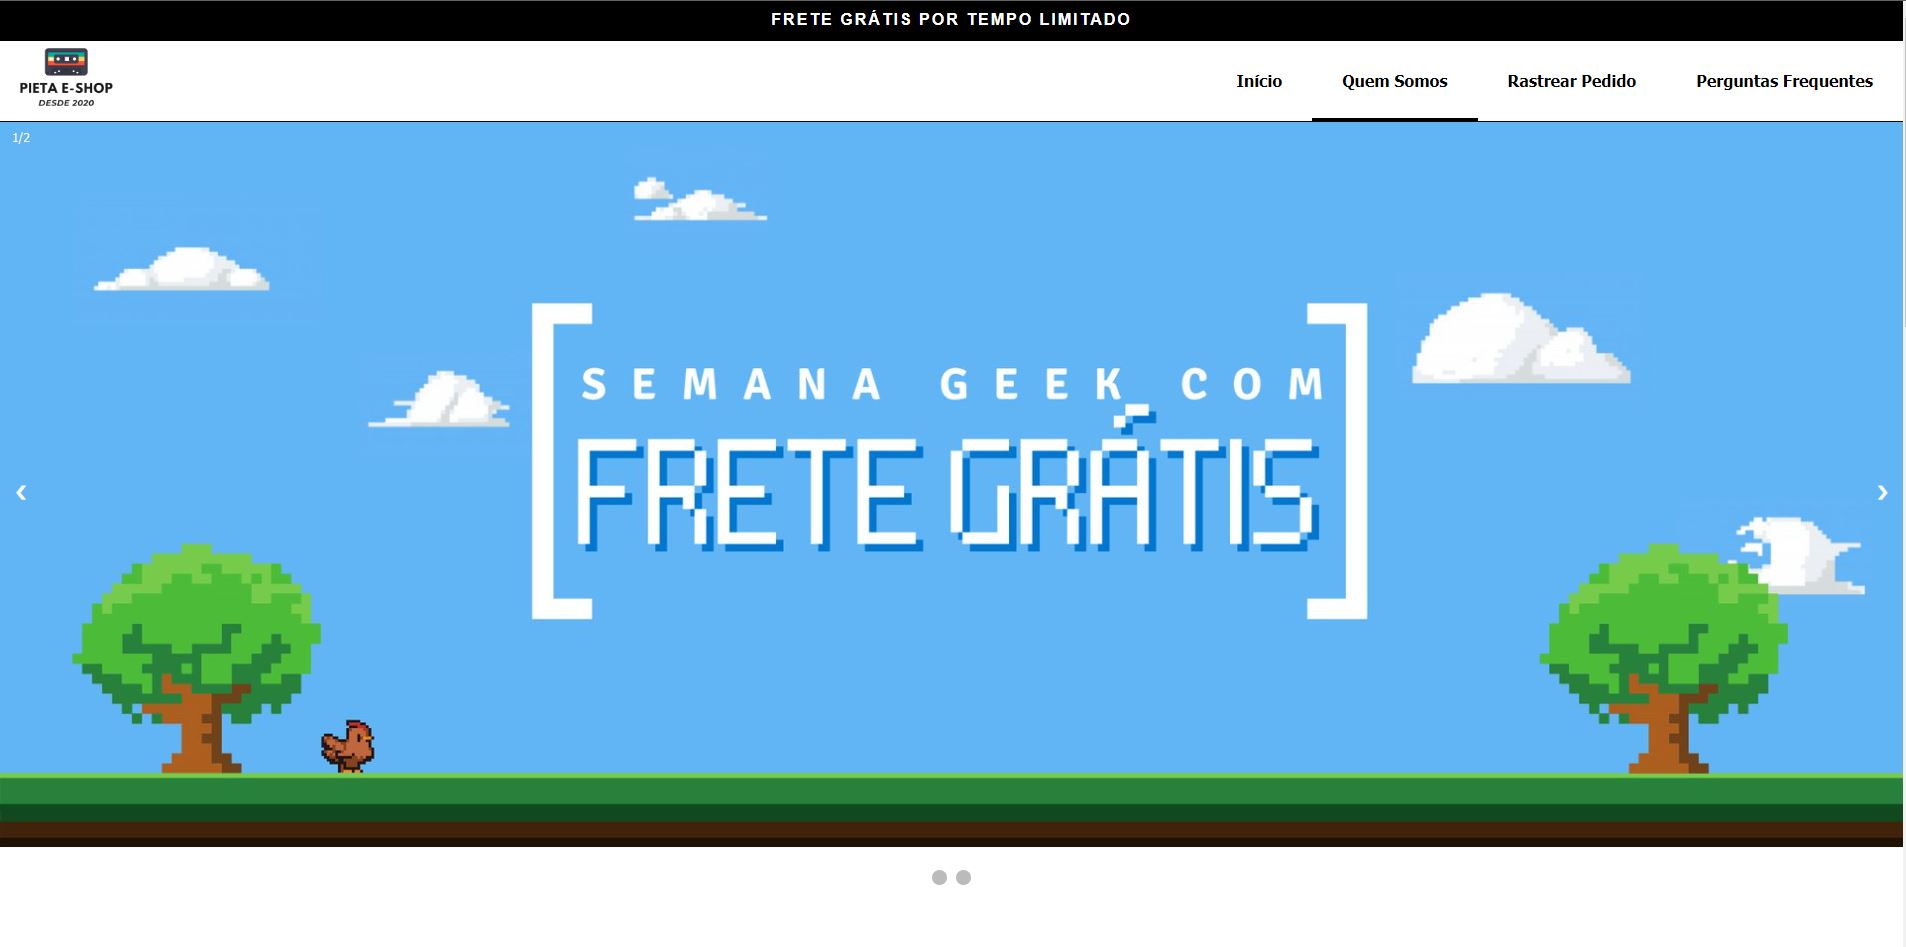 FRETE GRÁTIS POR TEMPO LIMITADO
PIETA E-SHOP
DESDE 2020
Início
Quem Somos
Rastrear Pedido
Perguntas Frequentes
1/2
SEMANA GEEK COM
FRETE GRÁTIS